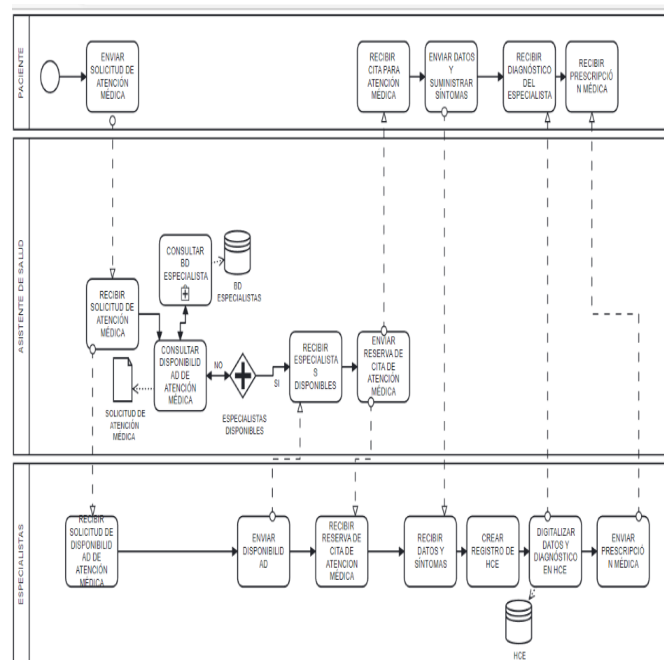 PACIENTE
ENVIAR
SOLICITUD DE
ATENCIÓN
MÉDICA
RECIBIR
CITA PARA
ATENCIÓN
MÉDICA
ENVIAR
DATOS Y
SUMINISTRAR
SÍNTOMAS
RECIBIR
DIAGNÓSTICO
DEL
ESPECIALISTA
RECIBIR
PRESCRIPCIÓ
N MÉDICA
ASISTENTE DE SALUD
CONSULTAR
BD
ESPECIALISTA
BD
ESPECIALISTAS
RECIBIR
SOLICITUD DE
ATENCIÓN
MÉDICA
CONSULTAR
DISPONIBILID
AD DE
ATENCIÓN
MÉDICA
SOLICITUD DE
ATENCIÓN
MÉDICA
NO
SI
ESPECIALISTAS
DISPONIBLES
RECIBIR
ESPECIALISTA
S
DISPONIBLES
ENVIAR
RESERVA DE
CITA DE
ATENCIÓN
MÉDICA
ESPECIALISTAS
RECIBIR
SOLICITUD DE
DISPONIBILID
AD DE
ATENCIÓN
MÉDICA
ENVIAR
DISPONIBILID
AD
RECIBIR
RESERVA DE
CITA DE
ATENCION
MÉDICA
RECIBIR
DATOS Y
SÍNTOMAS
CREAR
REGISTRO DE
HCE
DIGITALIZAR
DATOS Y
DIAGNÓSTICO
EN HCE
ENVIAR
PRESCRIPCIÓ
N MÉDICA
HCE